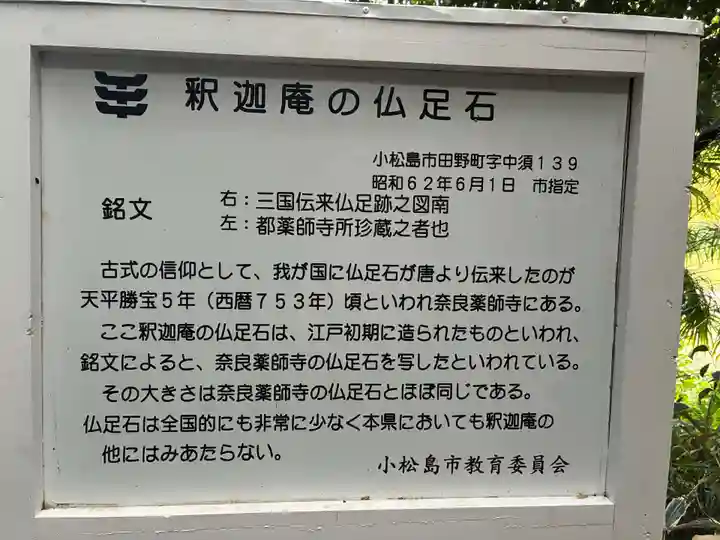 釈迦庵の仏足石
小松島市田野町字中須139
昭和62年6月1日　市指定
銘文　右：三国伝来仏足跡之図南
左：都薬師寺所珍蔵之者也
古式の信仰として、我が国に仏足石が唐より伝来したのが
天平勝宝5年（西暦753年）頃といわれ奈良薬師寺にある。
ここ釈迦庵の仏足石は、江戸初期に造られたものといわれ、
銘文によると、奈良薬師寺の仏足石を写したといわれている。
その大きさは奈良薬師寺の仏足石とほぼ同じである。
仏足石は全国的にも非常に少なく本県においても釈迦庵の
他にはみあたらない。
小松島市教育委員会